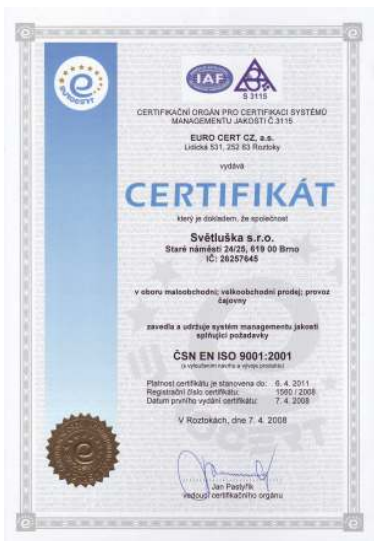 eurocert
IAF
S 3115
CERTIFIKAČNÍ ORGÁN PRO CERTIFIKACI SYSTÉMŮ
MANAGEMENTU JAKOSTI Č.3115
EURO CERT CZ, a.s.
Lidická 531, 252 63 Roztoky
vydává
CERTIFIKÁT
který je dokladem, že společnost
Světluška s.r.o.
Staré náměstí 24/25, 619 00 Brno
IČ: 26257645
v oboru maloobchodní; velkoobchodní prodej; provoz
čajovny
zavedla a udržuje systém managementu jakosti
splňující požadavky
ČSN EN ISO 9001:2001
(s vyloučením návrhu a vývoje produktu)
Platnost certifikátu je stanovena do: 6. 4. 2011
Registrační číslo certifikátu: 1560 / 2008
Datum prvního vydání certifikátu: 7. 4. 2008
V Roztokách, dne 7. 4. 2008
Jan Pastyřík
vedoucí certifikačního orgánu